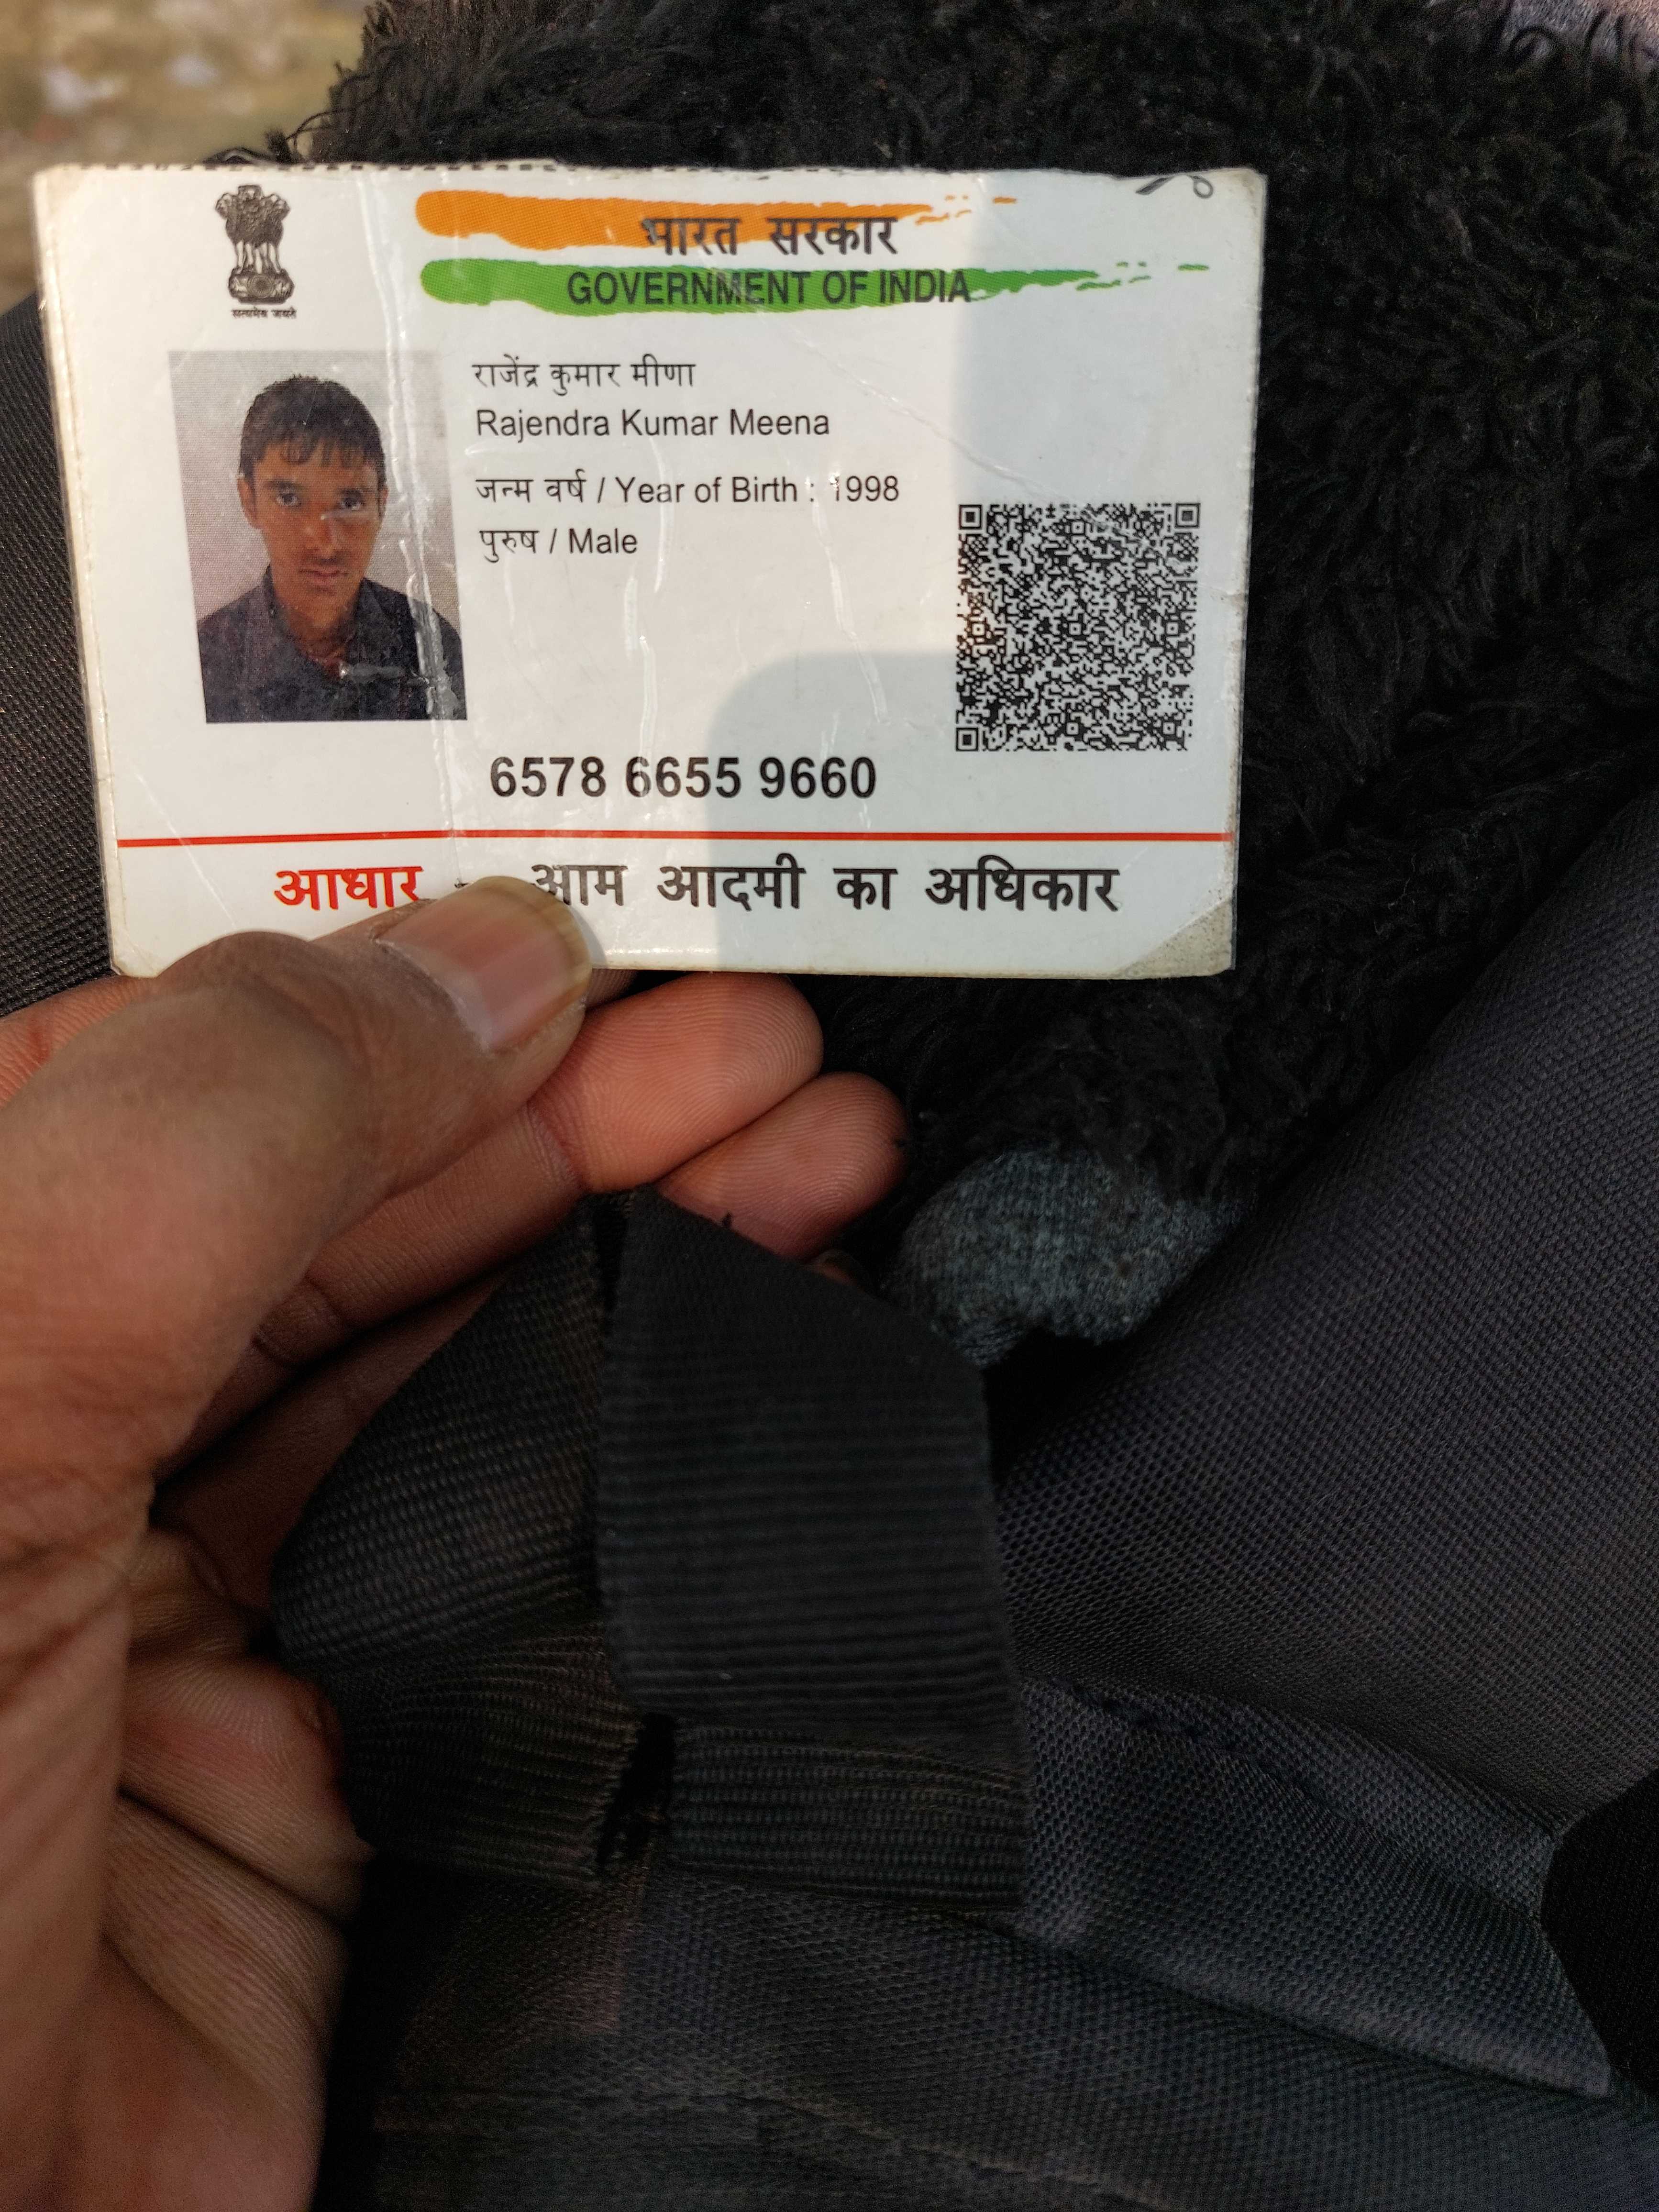 भारत सरकार
GOVERNMENT OF INDIA
सत्यमेव जयते
राजेंद्र कुमार मीणा
Rajendra Kumar Meena
जन्म वर्ष / Year of Birth : 1998
पुरुष / Male
6578 6655 9660
आधार - आम आदमी का अधिकार